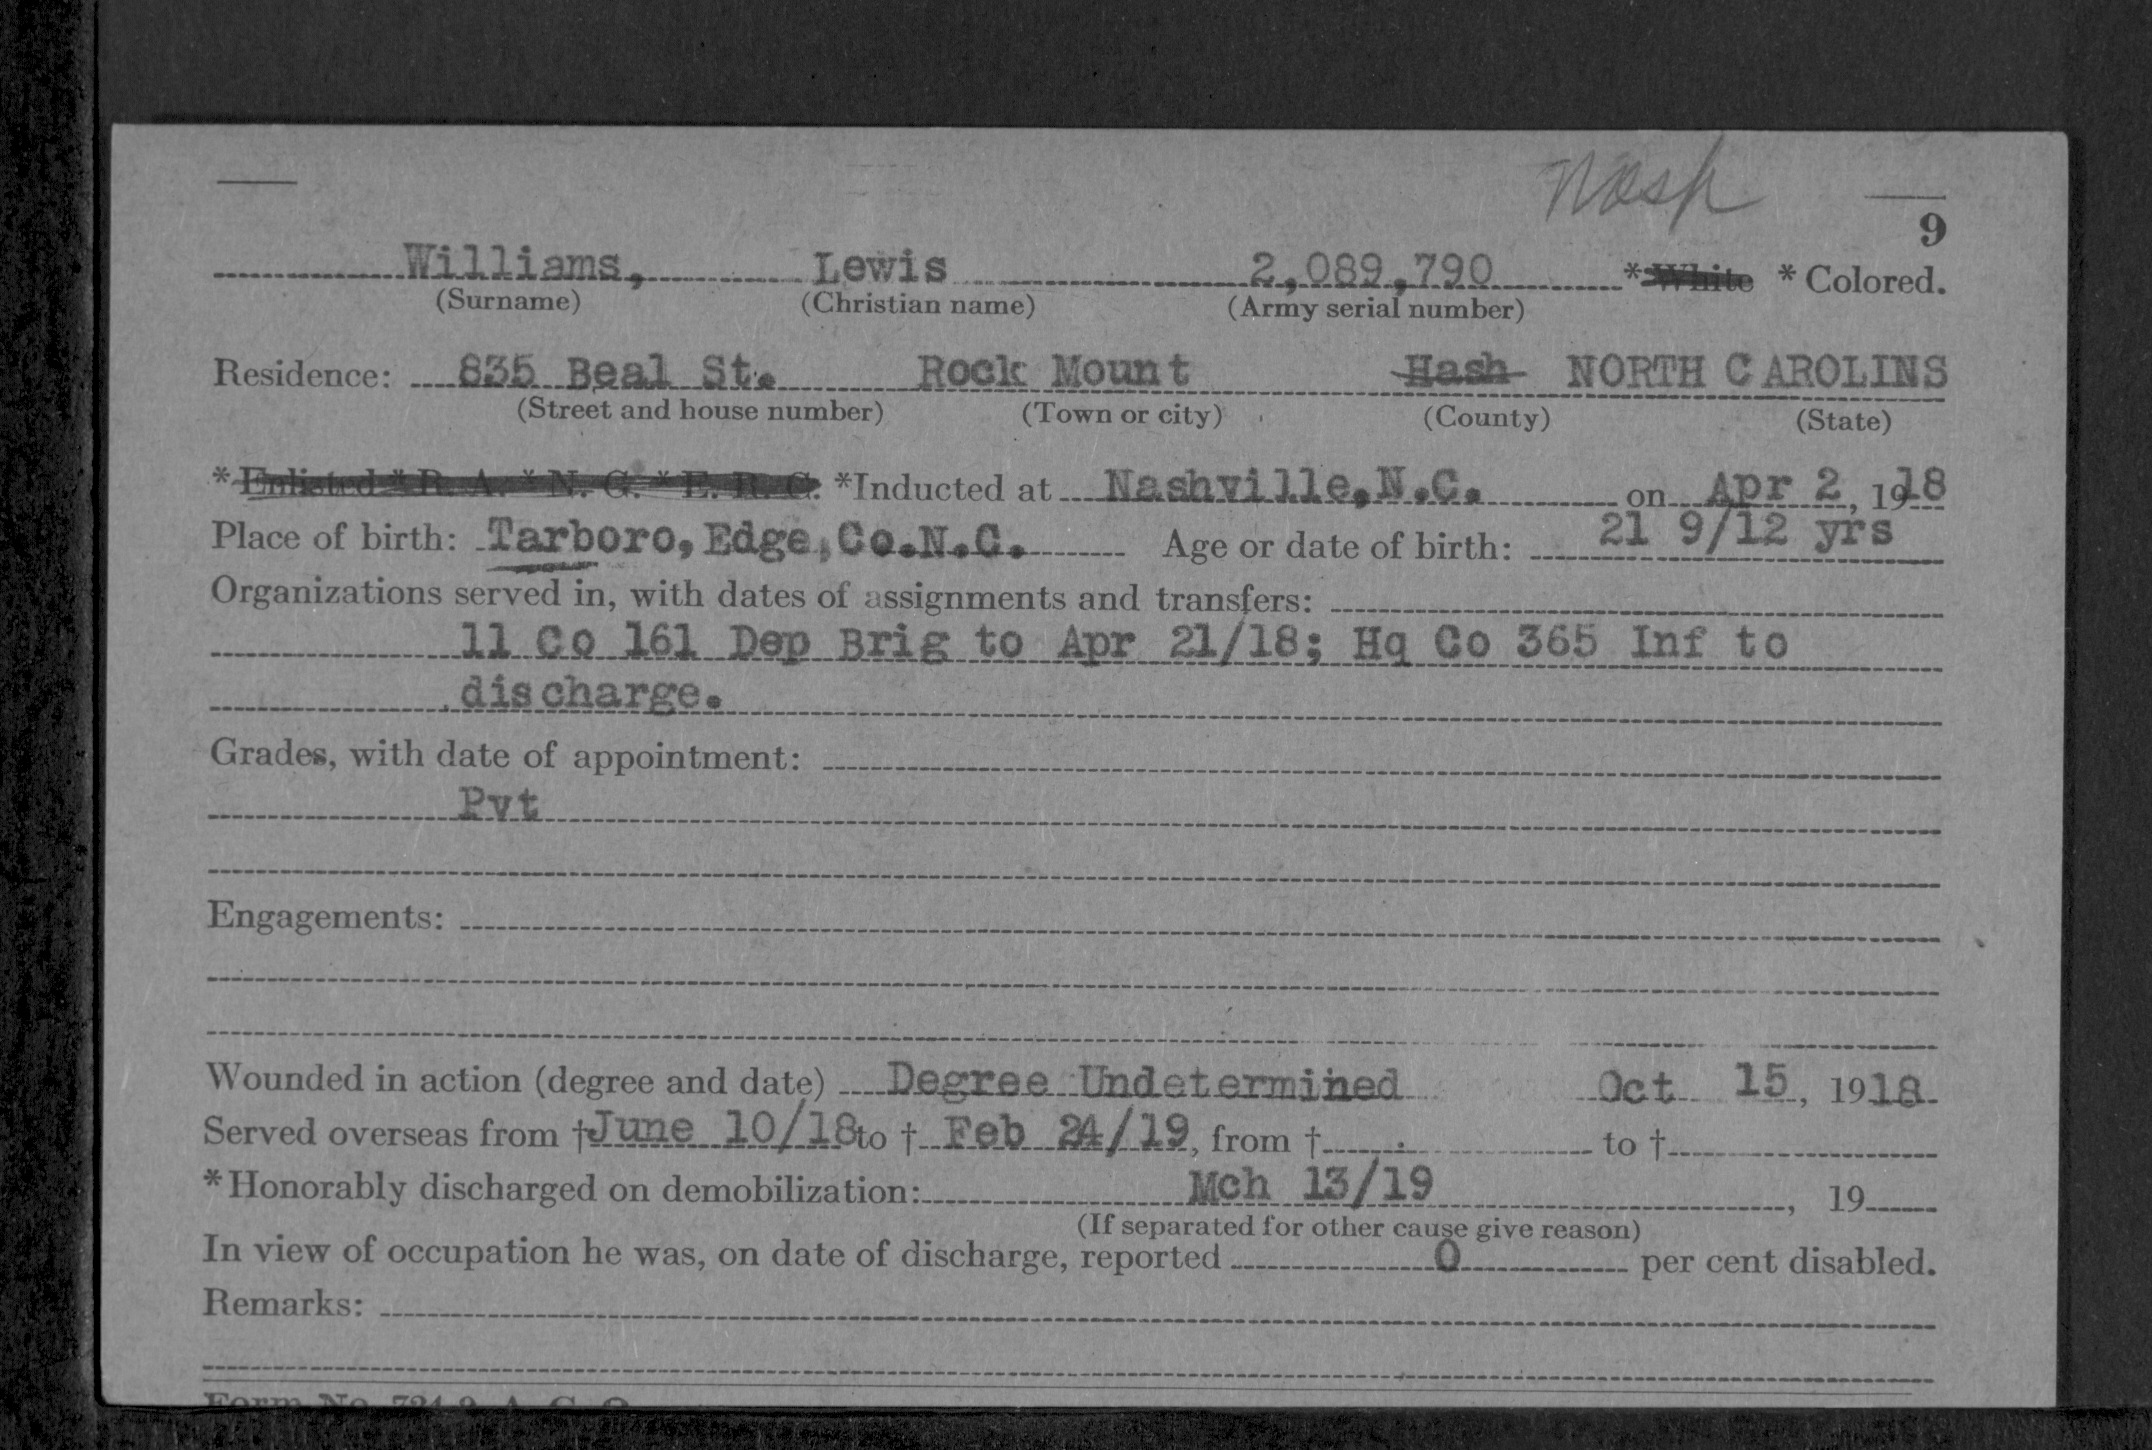 Nash
9
Williams, Lewis 2,089,790 *White *Colored.
(Surname) (Christian name) (Army serial number)
Residence: 835 Beal St. Rock Mount Hash NORTH CAROLINS
(Street and house number) (Town or city) (County) (State)
*Enlisted *R. A. *N. G. *E. R. C. *Inducted at Nashville,N.C. on Apr 2, 1918
Place of birth: Tarboro, Edge, Co.N.C. Age or date of birth: 21 9/12 yrs
Organizations served in, with dates of assignments and transfers:
11 Co 161 Dep Brig to Apr 21/18; Hq Co 365 Inf to
discharge.
Grades, with date of appointment:
Pvt
Engagements:
Wounded in action (degree and date) Degree Undetermined Oct 15, 1918
Served overseas from †June 10/18 to † Feb 24/19, from † to †
*Honorably discharged on demobilization: Mch 13/19, 19
(If separated for other cause give reason)
In view of occupation he was, on date of discharge, reported 0 per cent disabled.
Remarks:
Form No. 724-9, A. G. O.